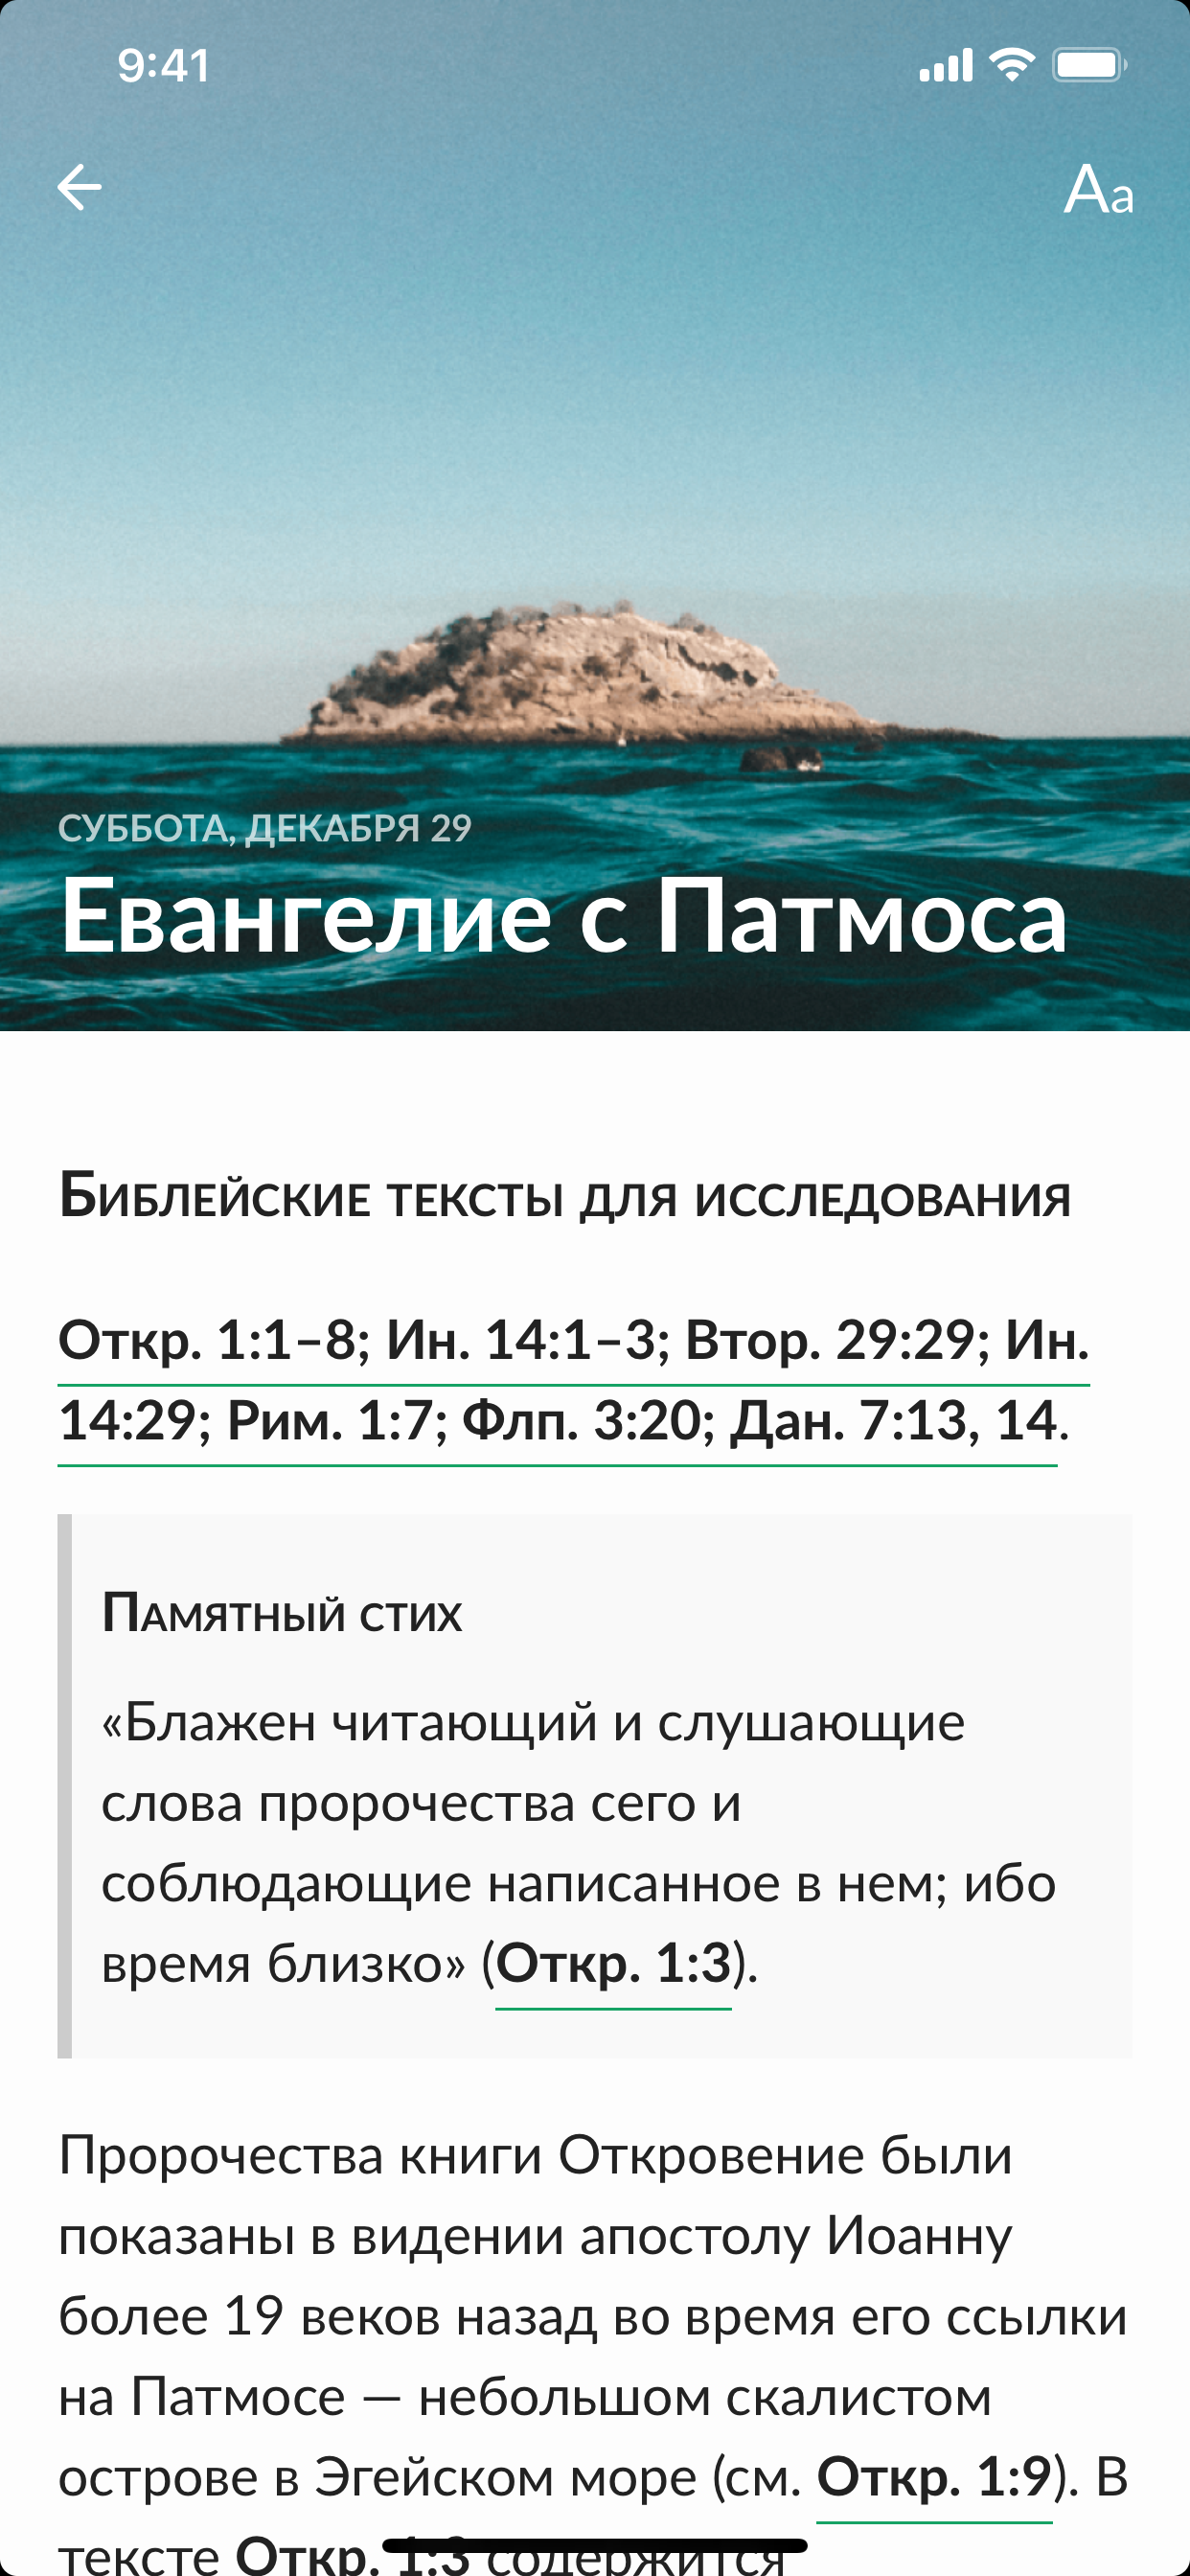 9:41
Aa
СУББОТА, ДЕКАБРЯ 29
Евангелие с Патмоса
Библейские тексты для исследования
Откр. 1:1–8; Ин. 14:1–3; Втор. 29:29; Ин.
14:29; Рим. 1:7; Флп. 3:20; Дан. 7:13, 14.
Памятный стих
«Блажен читающий и слушающие
слова пророчества сего и
соблюдающие написанное в нем; ибо
время близко» (Откр. 1:3).
Пророчества книги Откровение были
показаны в видении апостолу Иоанну
более 19 веков назад во время его ссылки
на Патмосе — небольшом скалистом
острове в Эгейском море (см. Откр. 1:9). В
тексте Откр. 1:3 содержится